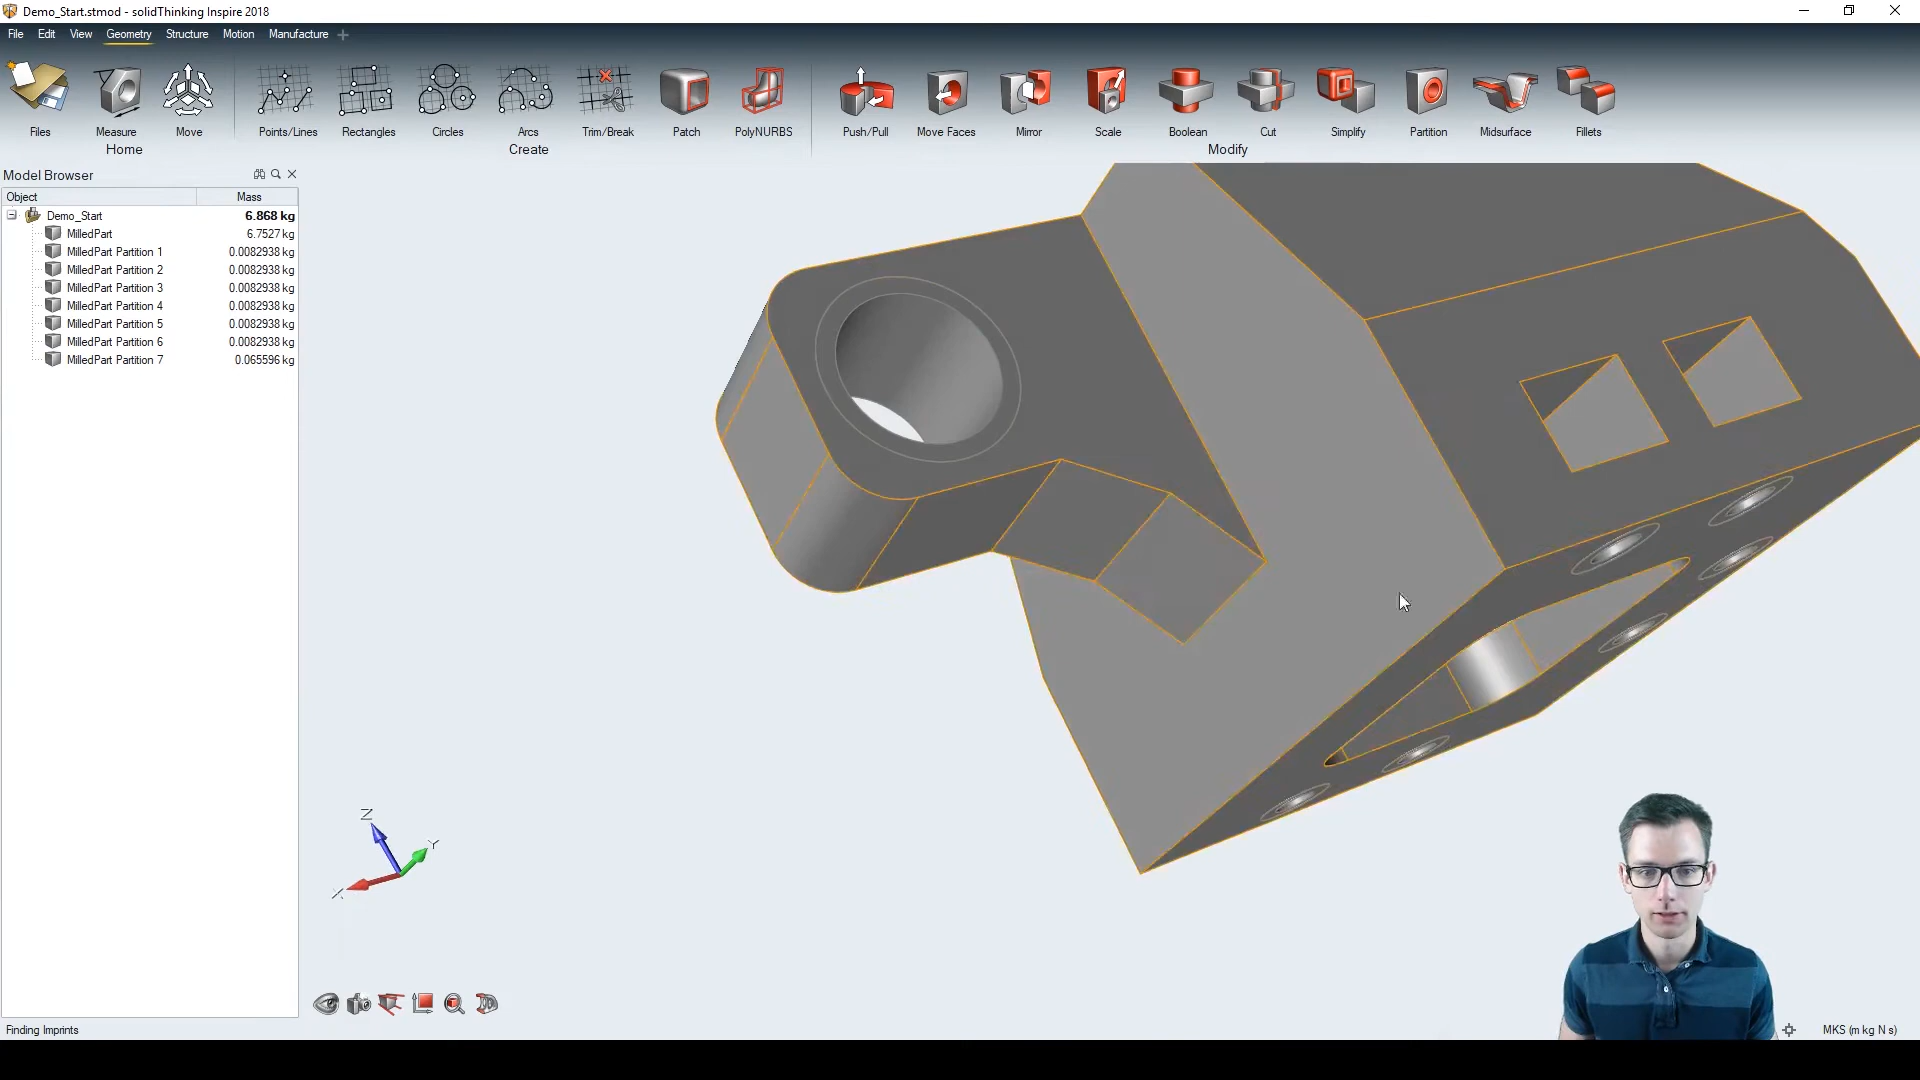 Demo_Start.stmod - solidThinking Inspire 2018
File Edit View Geometry Structure Motion Manufacture
Files Measure Move Points/Lines Rectangles Circles Arcs Trim/Break Patch PolyNURBS Push/Pull Move Faces Mirror Scale Boolean Cut Simplify Partition Midsurface Fillets
Home Create Modify
Model Browser
Object Mass
Demo_Start 6.868 kg
MilledPart 6.7527 kg
MilledPart Partition 1 0.0082938 kg
MilledPart Partition 2 0.0082938 kg
MilledPart Partition 3 0.0082938 kg
MilledPart Partition 4 0.0082938 kg
MilledPart Partition 5 0.0082938 kg
MilledPart Partition 6 0.0082938 kg
MilledPart Partition 7 0.065596 kg
Z
Y
X
Finding Imprints MKS (m kg N s)